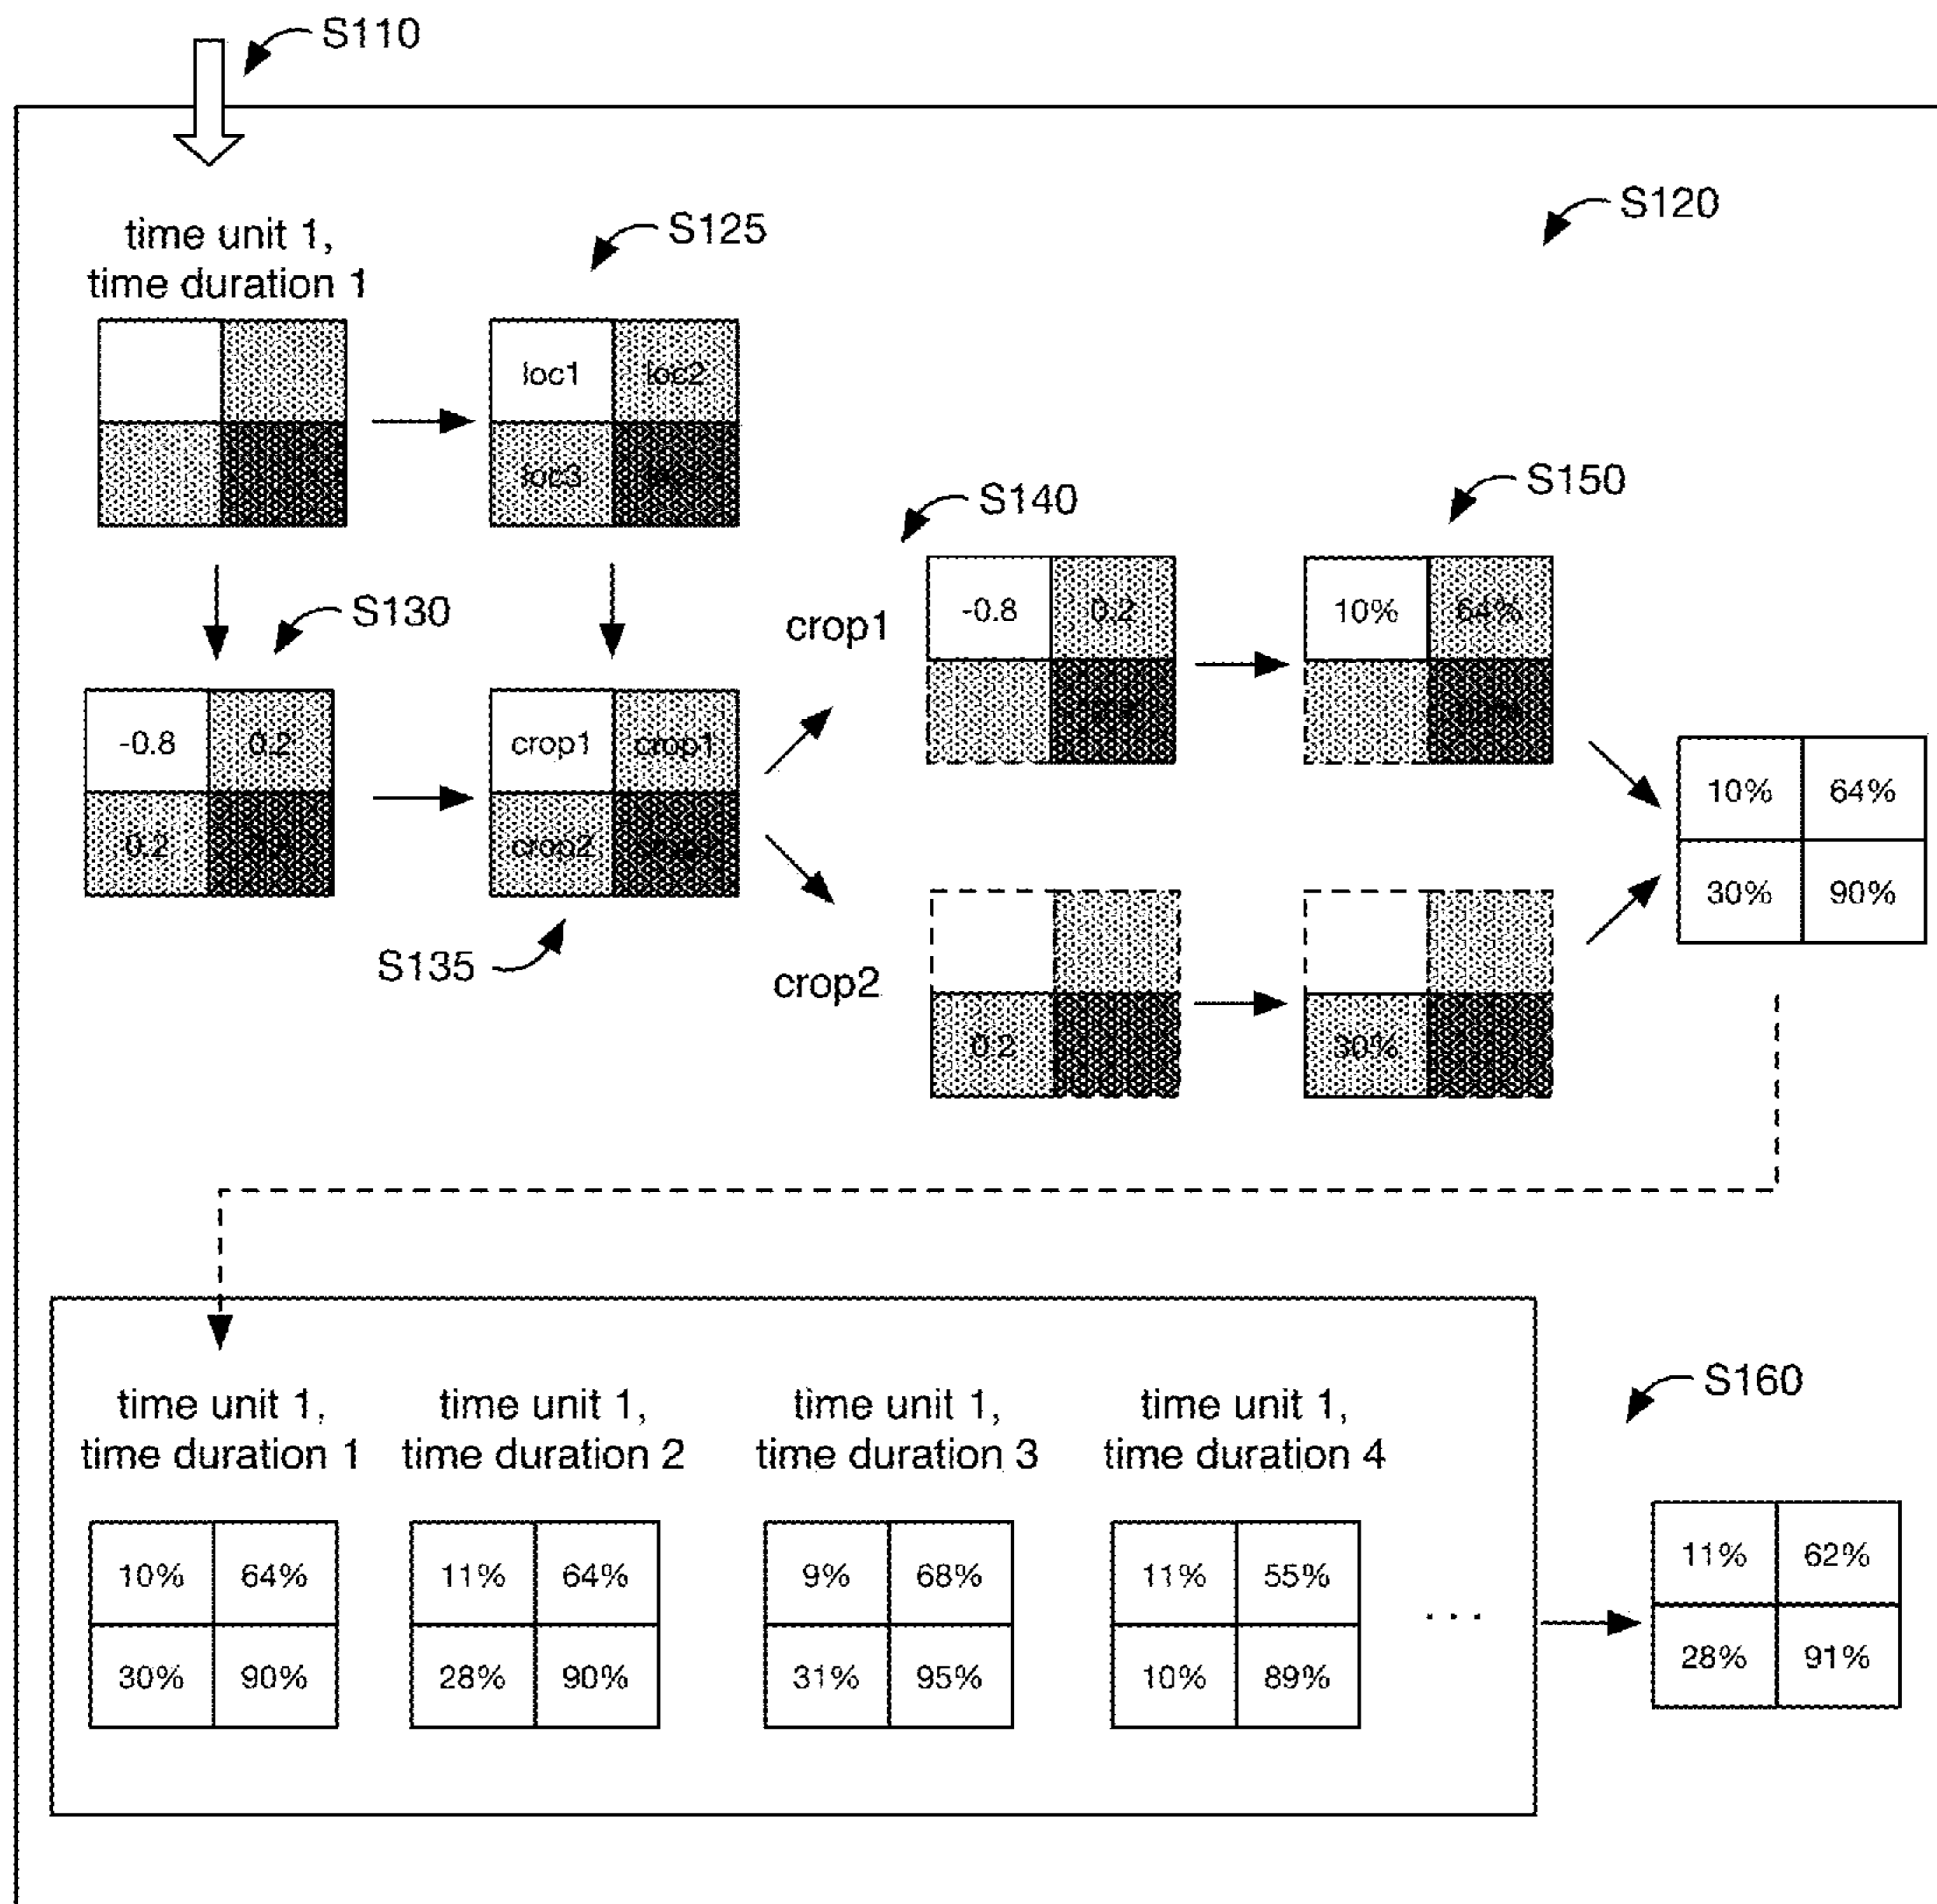 S110
S120
time unit 1,
time duration 1
S125
loc1 loc2
loc3
S130
-0.8 0.2
0.2
crop1 crop1
crop2
S135
S140
crop1
-0.8 0.2
S150
10% 64%
crop2
0.2
30%
10% 64%
30% 90%
time unit 1,
time duration 1
time unit 1,
time duration 2
time unit 1,
time duration 3
time unit 1,
time duration 4
10% 64%
30% 90%
11% 64%
28% 90%
9% 68%
31% 95%
11% 55%
10% 89%
...
S160
11% 62%
28% 91%